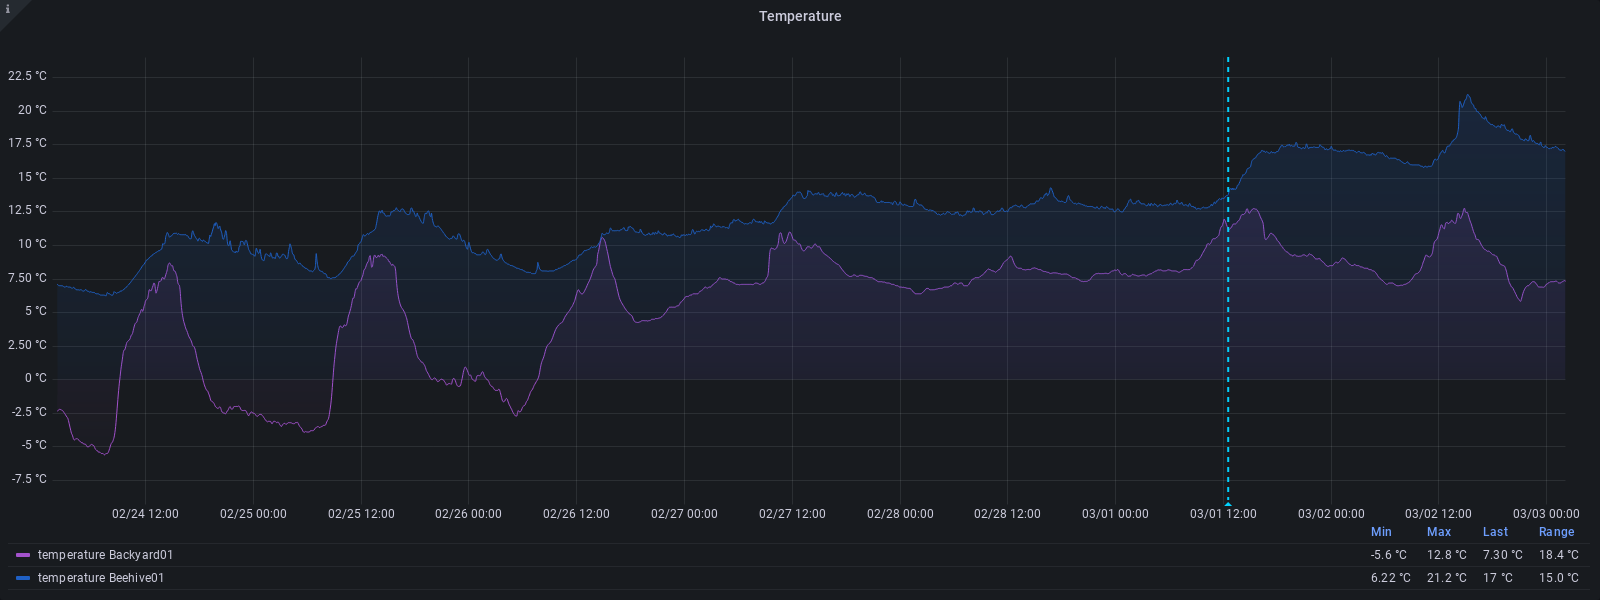 i
Temperature
22.5 °C
20 °C
17.5 °C
15 °C
12.5 °C
10 °C
7.50 °C
5 °C
2.50 °C
0 °C
-2.5 °C
-5 °C
-7.5 °C
02/24 12:00 02/25 00:00 02/25 12:00 02/26 00:00 02/26 12:00 02/27 00:00 02/27 12:00 02/28 00:00 02/28 12:00 03/01 00:00 03/01 12:00 03/02 00:00 03/02 12:00 03/03 00:00
Min Max Last Range
temperature Backyard01 -5.6 °C 12.8 °C 7.30 °C 18.4 °C
temperature Beehive01 6.22 °C 21.2 °C 17 °C 15.0 °C